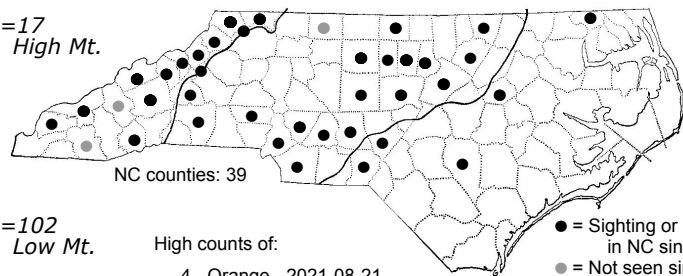 =17
High Mt.
NC counties: 39
=102
Low Mt.
High counts of:
4 - Orange - 2021-08-21
● = Sighting or
in NC sin
● = Not seen sin